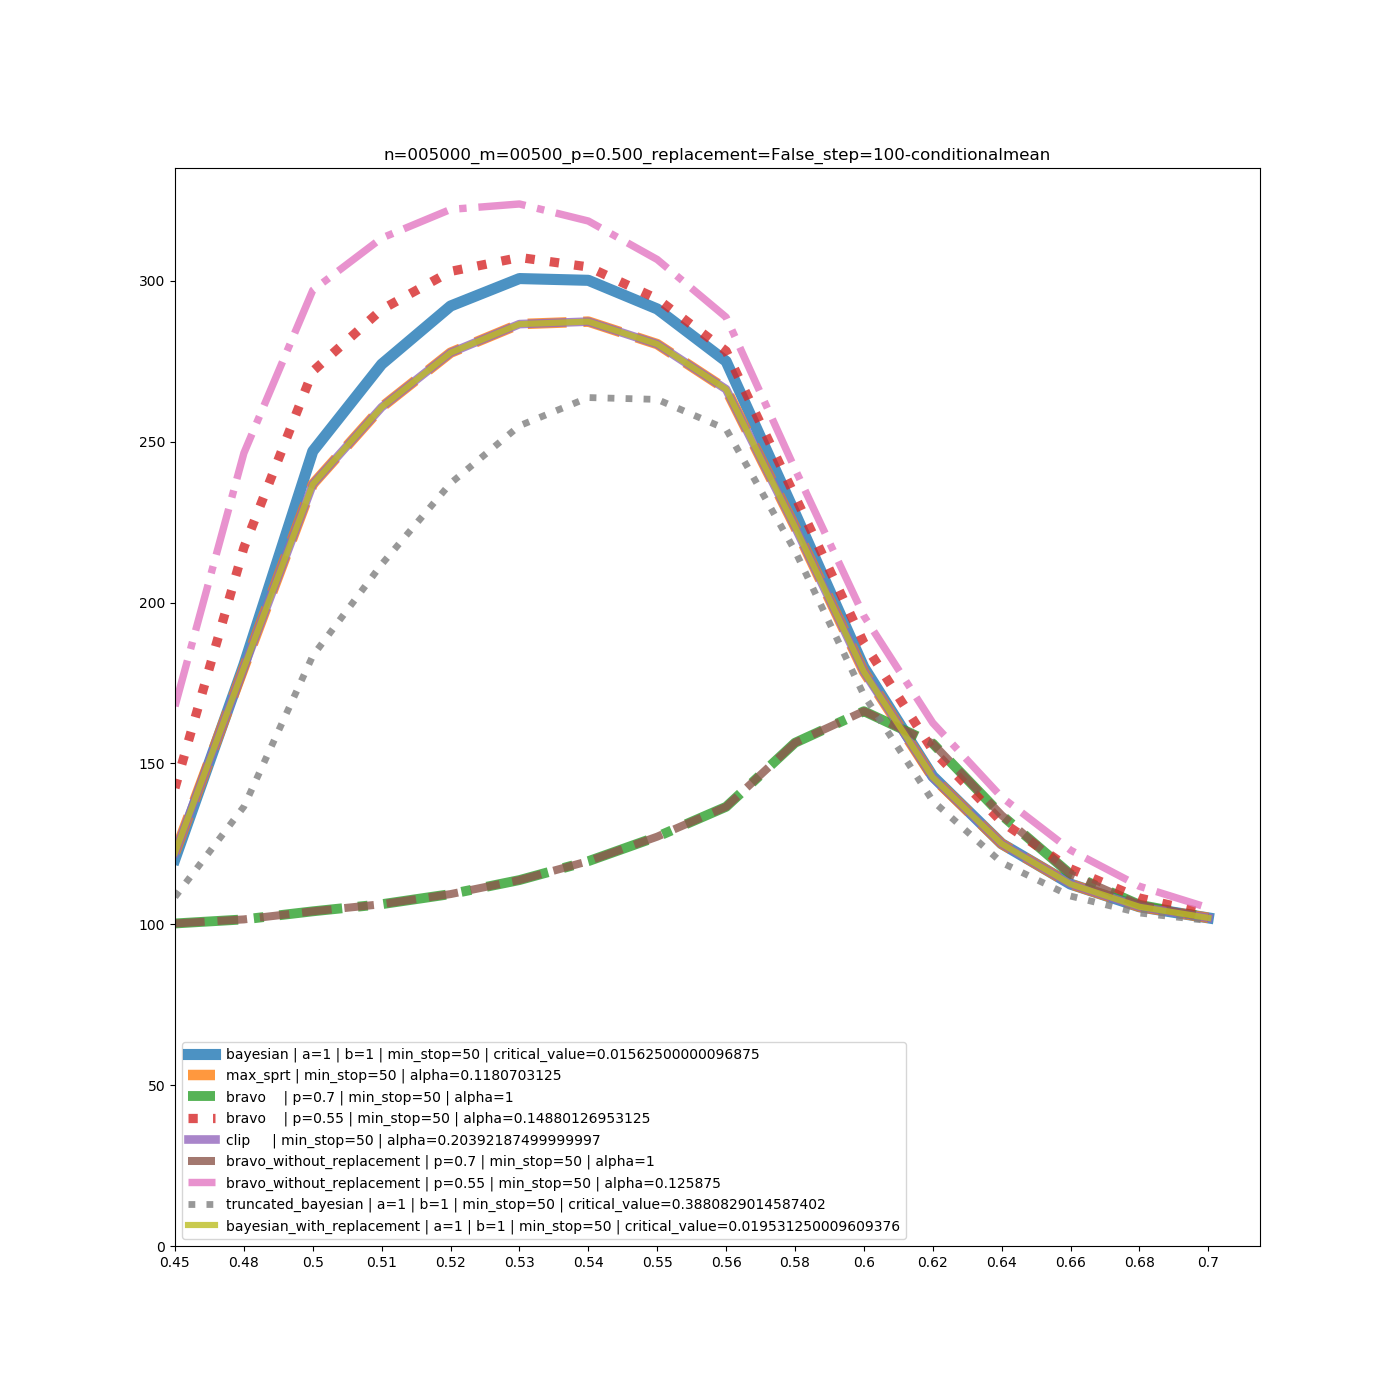 n=005000_m=00500_p=0.500_replacement=False_step=100-conditionalmean
300
250
200
150
100
50
0
bayesian | a=1 | b=1 | min_stop=50 | critical_value=0.01562500000096875
max_sprt | min_stop=50 | alpha=0.1180703125
bravo    | p=0.7 | min_stop=50 | alpha=1
bravo    | p=0.55 | min_stop=50 | alpha=0.14880126953125
clip     | min_stop=50 | alpha=0.20392187499999997
bravo_without_replacement | p=0.7 | min_stop=50 | alpha=1
bravo_without_replacement | p=0.55 | min_stop=50 | alpha=0.125875
truncated_bayesian | a=1 | b=1 | min_stop=50 | critical_value=0.3880829014587402
bayesian_with_replacement | a=1 | b=1 | min_stop=50 | critical_value=0.019531250009609376
0.45 0.48 0.5 0.51 0.52 0.53 0.54 0.55 0.56 0.58 0.6 0.62 0.64 0.66 0.68 0.7